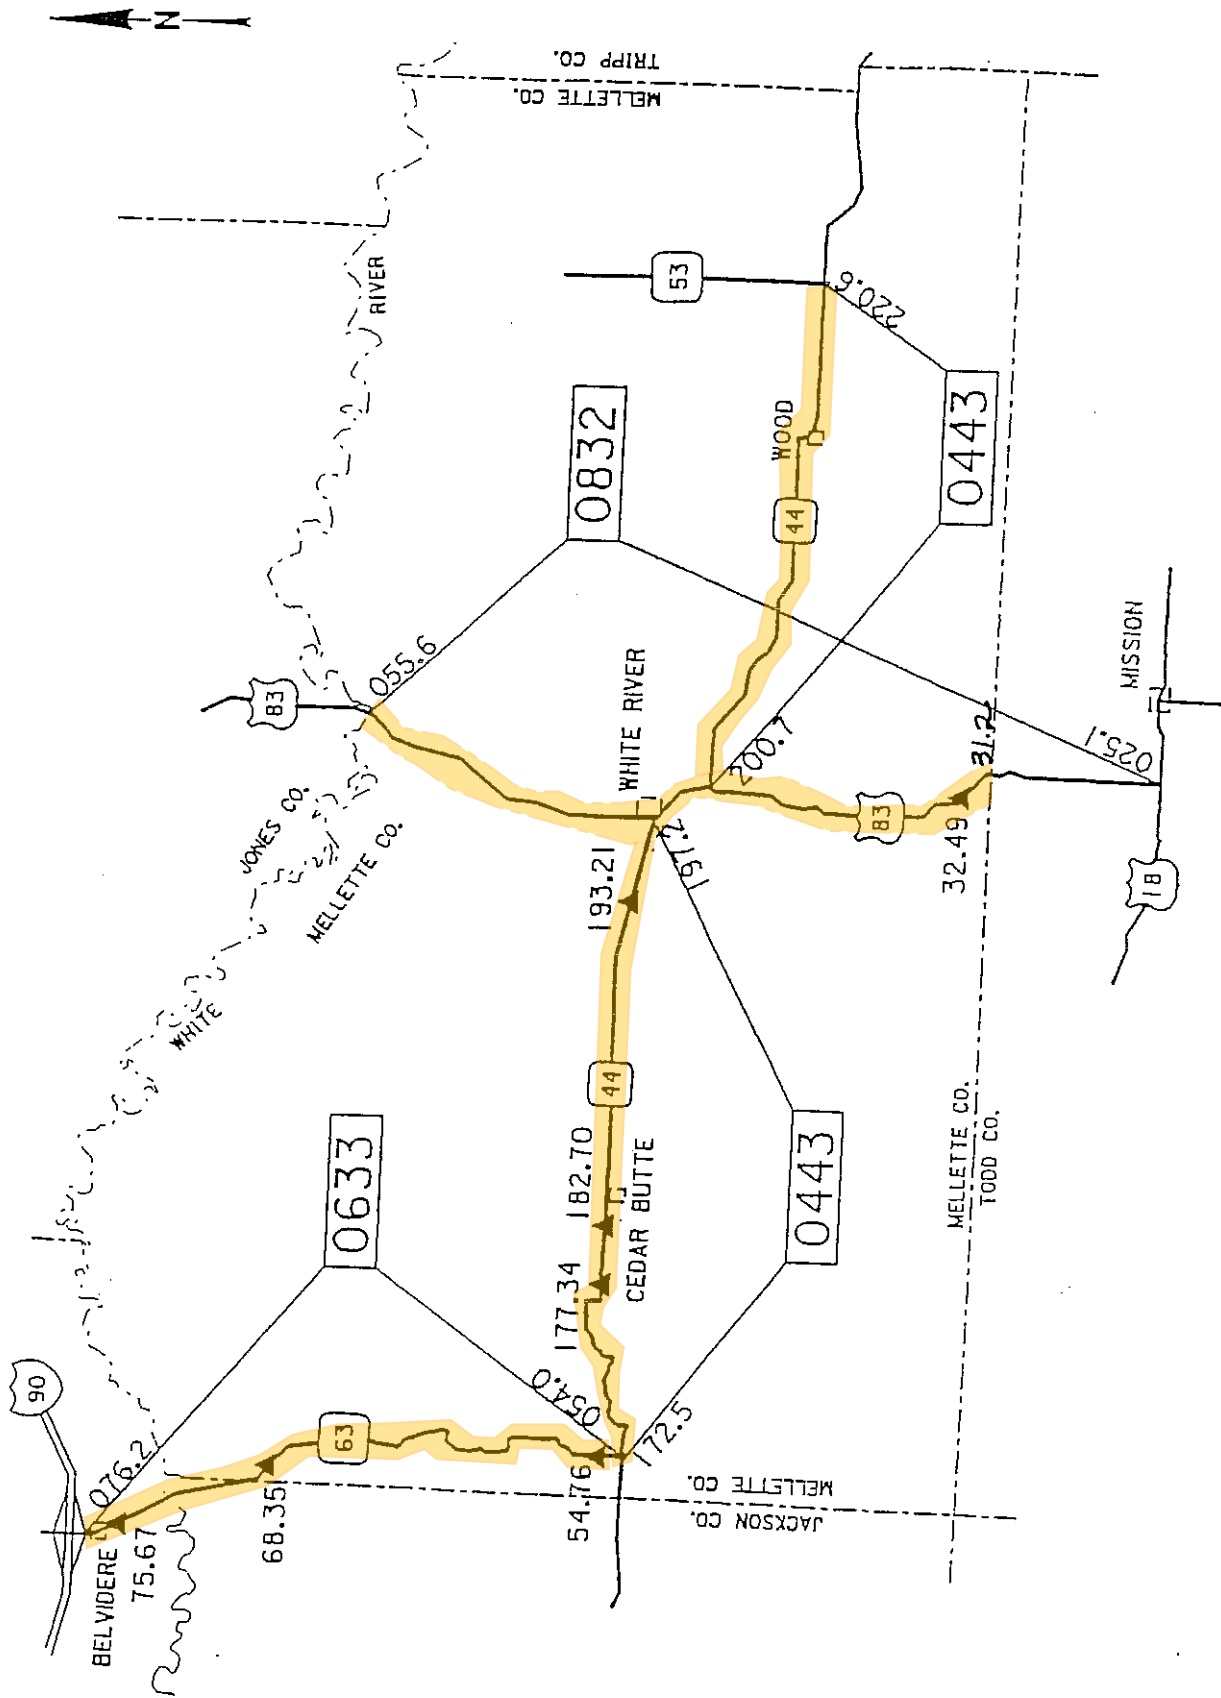 N
TRIPP CO.
MELLETTE CO.
RIVER
53
220.6
0832
WOOD
0443
44
83
055.6
WHITE RIVER
200.7
31.2
MISSION
025.1
JONES CO.
MELLETTE CO.
193.21
197.2
83
32.49
18
WHITE
44
0633
182.70
CEDAR BUTTE
0443
MELLETTE CO.
TODD CO.
177.34
90
076.2
63
054.0
172.5
BELVIDERE
75.67
68.35
54.76
MELLETTE CO.
JACKSON CO.